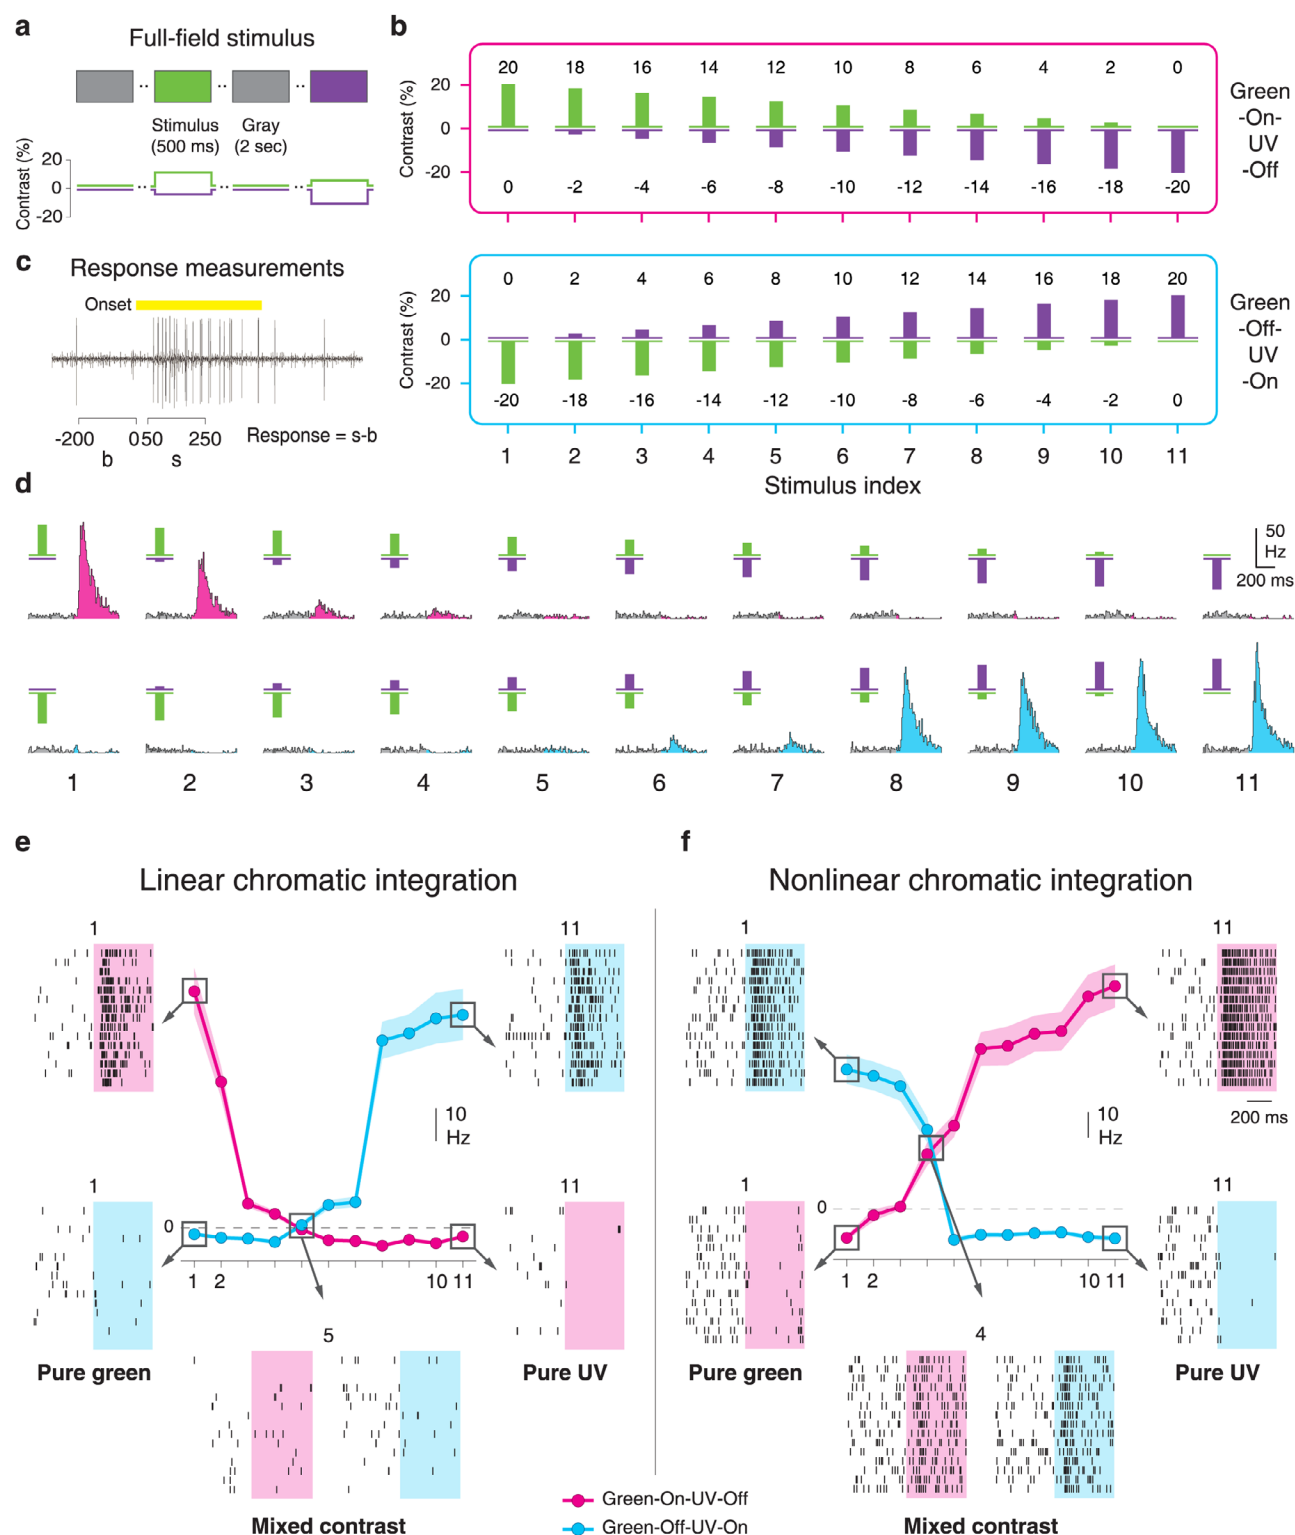 a
Full-field stimulus
Stimulus
(500 ms)
Gray
(2 sec)
Contrast (%)
20
0
-20
b
Contrast (%)
20
0
-20
20 18 16 14 12 10 8 6 4 2 0
0 -2 -4 -6 -8 -10 -12 -14 -16 -18 -20
Green
-On-
UV
-Off
Contrast (%)
20
0
-20
0 2 4 6 8 10 12 14 16 18 20
-20 -18 -16 -14 -12 -10 -8 -6 -4 -2 0
Green
-Off-
UV
-On
1 2 3 4 5 6 7 8 9 10 11
Stimulus index
c
Response measurements
Onset
-200 0 50 250
b s
Response = s-b
d
50
Hz
200 ms
1 2 3 4 5 6 7 8 9 10 11
e
Linear chromatic integration
1
11
10
Hz
1
11
0
1 2 10 11
5
Pure green
Pure UV
Mixed contrast
f
Nonlinear chromatic integration
1
11
200 ms
10
Hz
1
11
0
1 2 10 11
4
Pure green
Pure UV
Mixed contrast
Green-On-UV-Off
Green-Off-UV-On